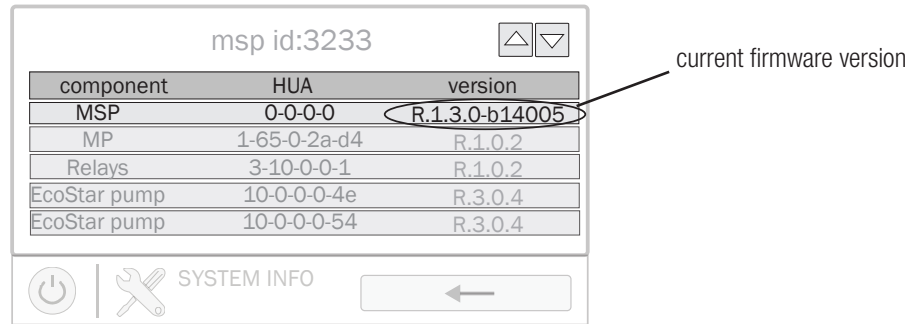 msp id:3233
current firmware version
component HUA version
MSP 0-0-0-0 R.1.3.0-b14005
MP 1-65-0-2a-d4 R.1.0.2
Relays 3-10-0-0-1 R.1.0.2
EcoStar pump 10-0-0-0-4e R.3.0.4
EcoStar pump 10-0-0-0-54 R.3.0.4
SYSTEM INFO